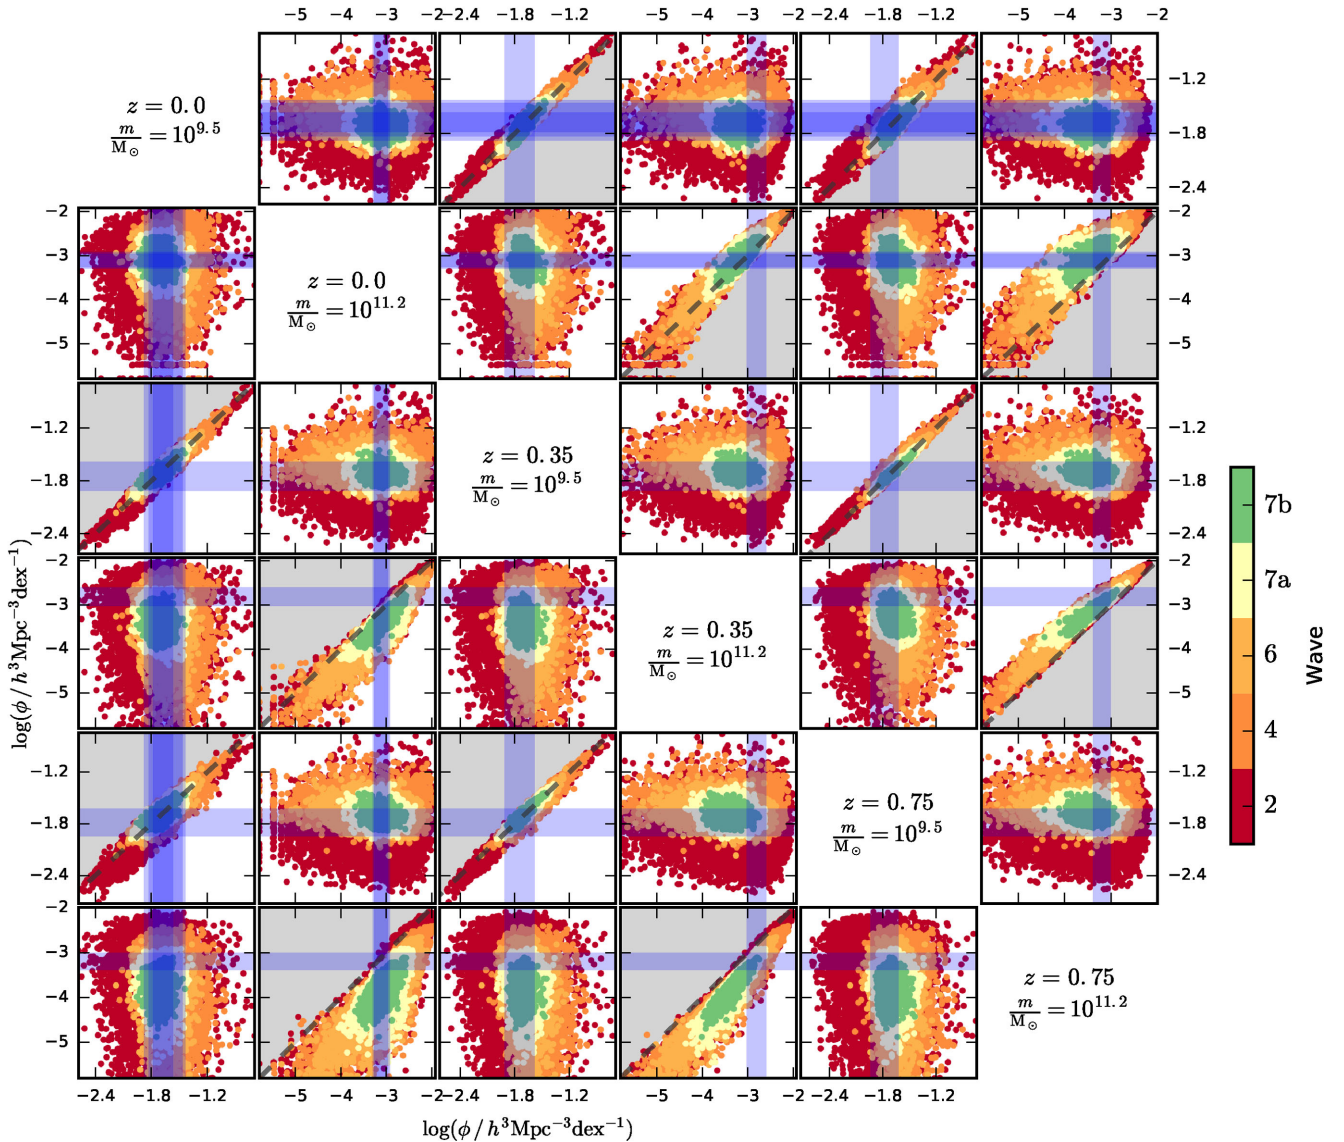 −5 −4 −3 −2.4 −1.8 −1.2 −5 −4 −3 −2.4 −1.8 −1.2 −5 −4 −3 −2
z = 0.0
m/M⊙ = 10^9.5
−1.2
−1.8
−2.4
z = 0.0
m/M⊙ = 10^11.2
−2
−3
−4
−5
−2
−3
−4
−5
z = 0.35
m/M⊙ = 10^9.5
−1.2
−1.8
−2.4
−1.2
−1.8
−2.4
z = 0.35
m/M⊙ = 10^11.2
−2
−3
−4
−5
−2
−3
−4
−5
z = 0.75
m/M⊙ = 10^9.5
−1.2
−1.8
−2.4
−1.2
−1.8
−2.4
z = 0.75
m/M⊙ = 10^11.2
−2
−3
−4
−5
−2
−3
−4
−5
−2.4 −1.8 −1.2 −5 −4 −3 −2 −2.4 −1.8 −1.2 −5 −4 −3 −2 −2.4 −1.8 −1.2
log(ϕ / h³Mpc⁻³dex⁻¹)
log(ϕ / h³Mpc⁻³dex⁻¹)
7b
7a
6
4
2
Wave